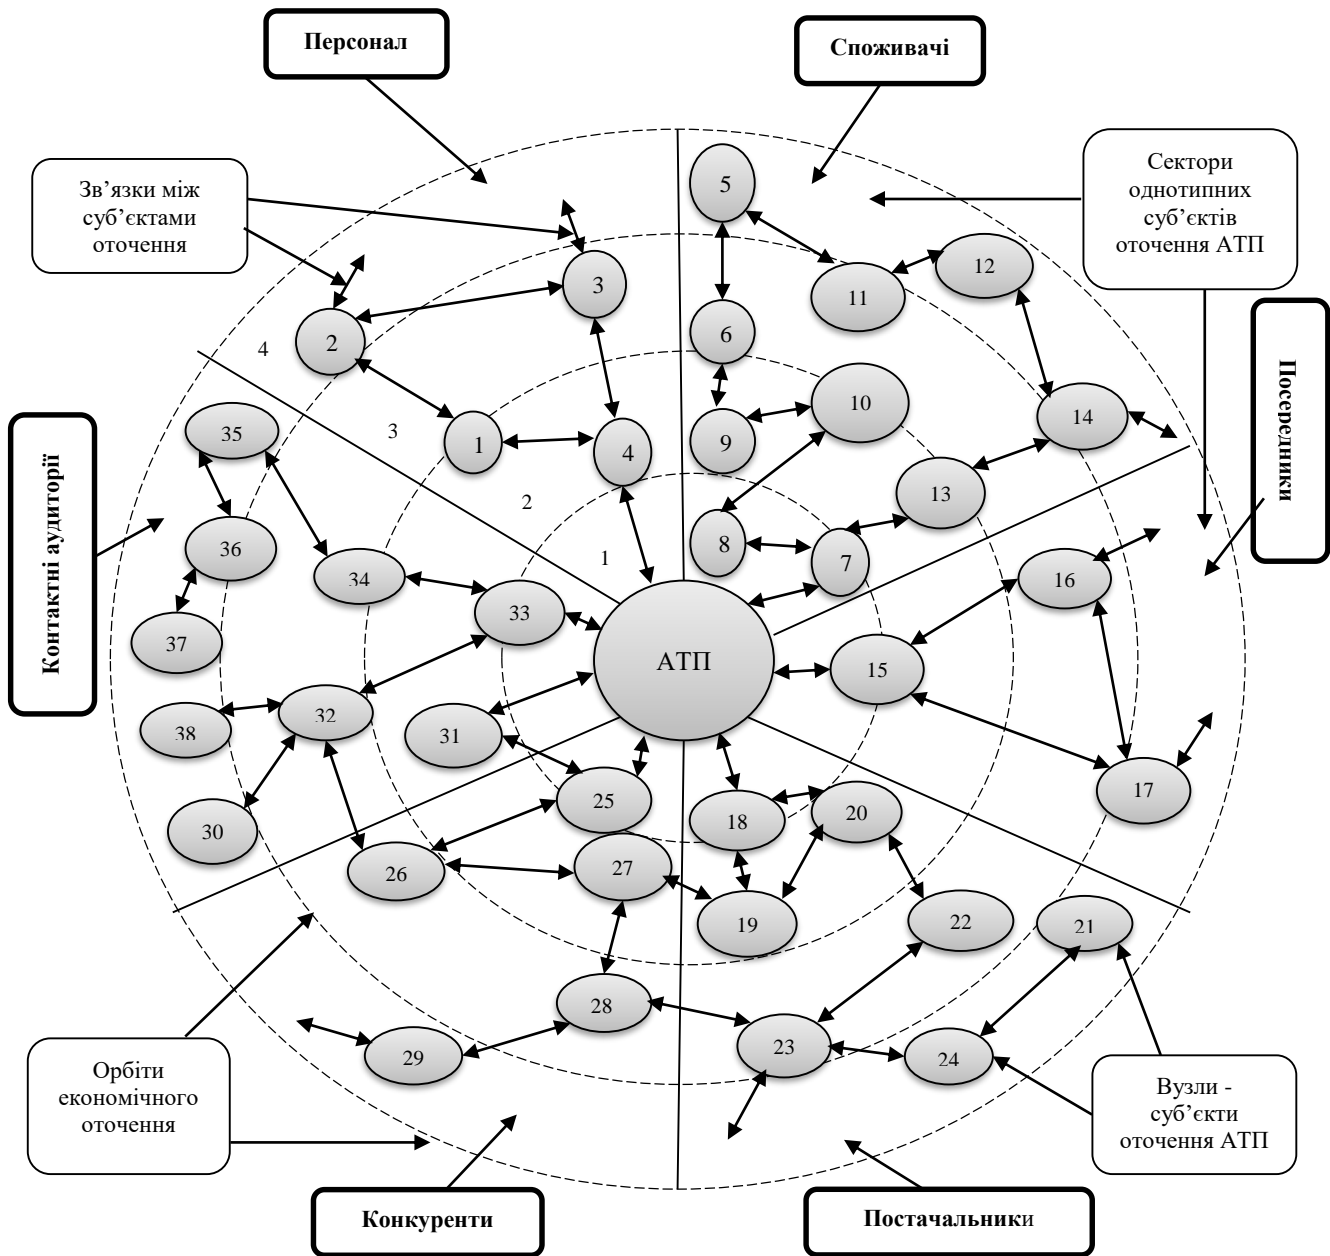 Персонал
Споживачі
Зв’язки між
суб’єктами
оточення
Сектори
однотипних
суб’єктів
оточення АТП
Посередники
Контактні аудиторії
5
3
12
11
2
6
4
14
10
35
3
1
9
4
13
2
36
8
7
1
34
16
33
37
АТП
15
32
38
31
17
25
18
20
30
26
27
19
22
21
28
23
24
29
Орбіти
економічного
оточення
Вузли -
суб’єкти
оточення АТП
Конкуренти
Постачальники